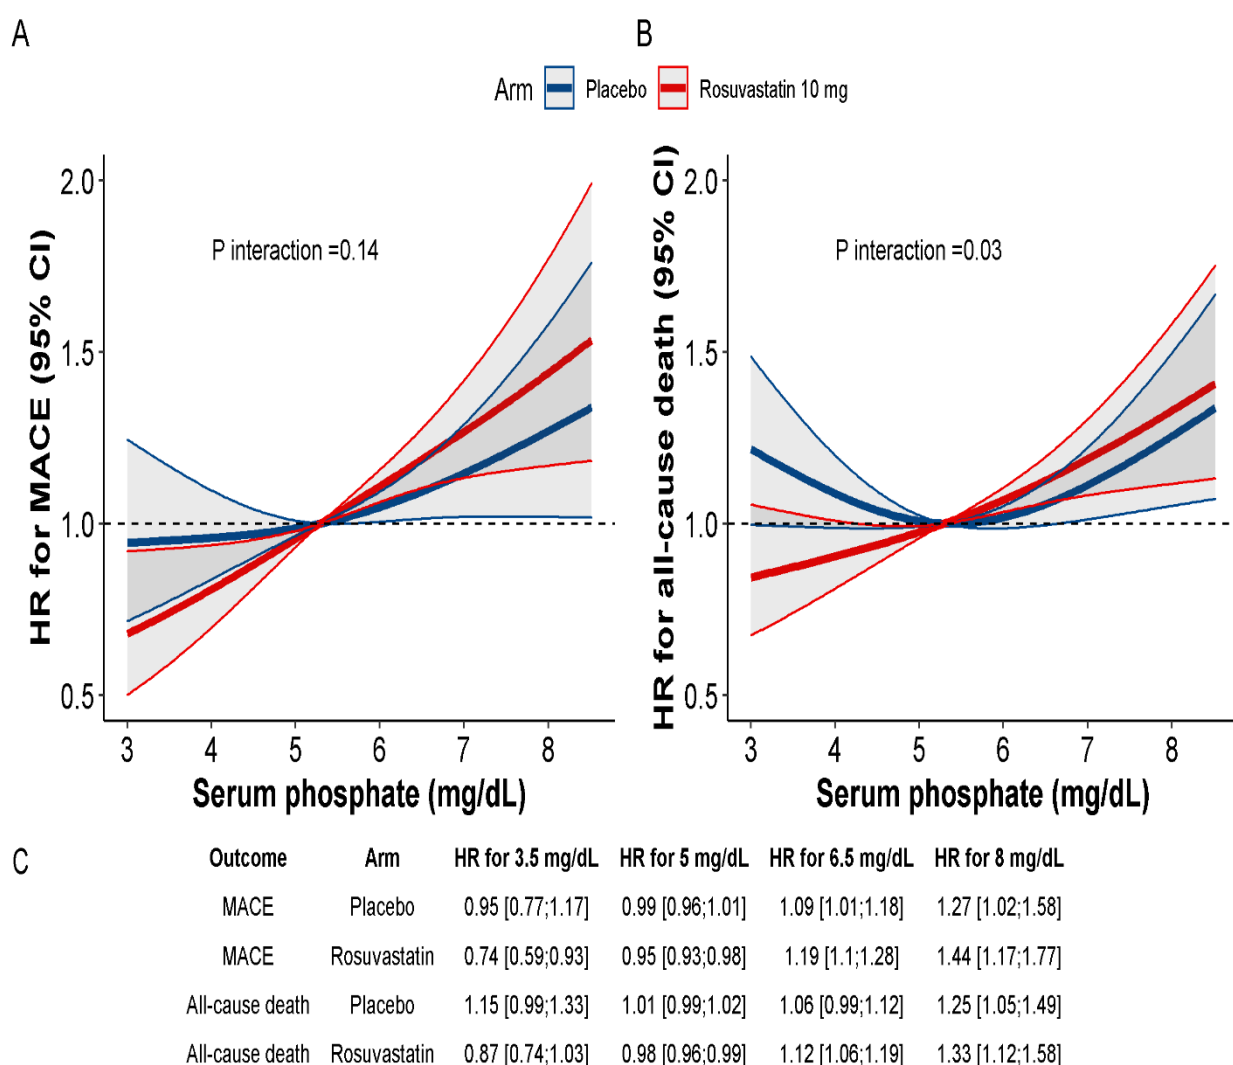 A
B
Arm Placebo Rosuvastatin 10 mg
HR for MACE (95% CI)
2.0
1.5
1.0
0.5
P interaction =0.14
3 4 5 6 7 8
Serum phosphate (mg/dL)
HR for all-cause death (95% CI)
2.0
1.5
1.0
0.5
P interaction =0.03
3 4 5 6 7 8
Serum phosphate (mg/dL)
C
Outcome Arm HR for 3.5 mg/dL HR for 5 mg/dL HR for 6.5 mg/dL HR for 8 mg/dL
MACE Placebo 0.95 [0.77;1.17] 0.99 [0.96;1.01] 1.09 [1.01;1.18] 1.27 [1.02;1.58]
MACE Rosuvastatin 0.74 [0.59;0.93] 0.95 [0.93;0.98] 1.19 [1.1;1.28] 1.44 [1.17;1.77]
All-cause death Placebo 1.15 [0.99;1.33] 1.01 [0.99;1.02] 1.06 [0.99;1.12] 1.25 [1.05;1.49]
All-cause death Rosuvastatin 0.87 [0.74;1.03] 0.98 [0.96;0.99] 1.12 [1.06;1.19] 1.33 [1.12;1.58]